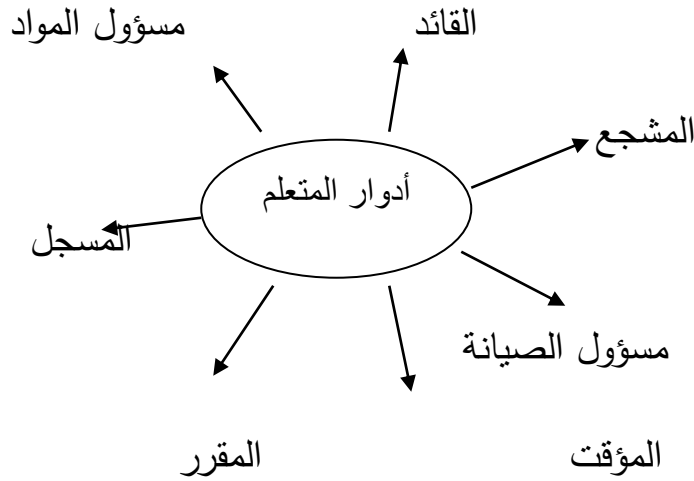 القائد
مسؤول المواد
المشجع
أدوار المتعلم
المسجل
مسؤول الصيانة
المؤقت
المقرر